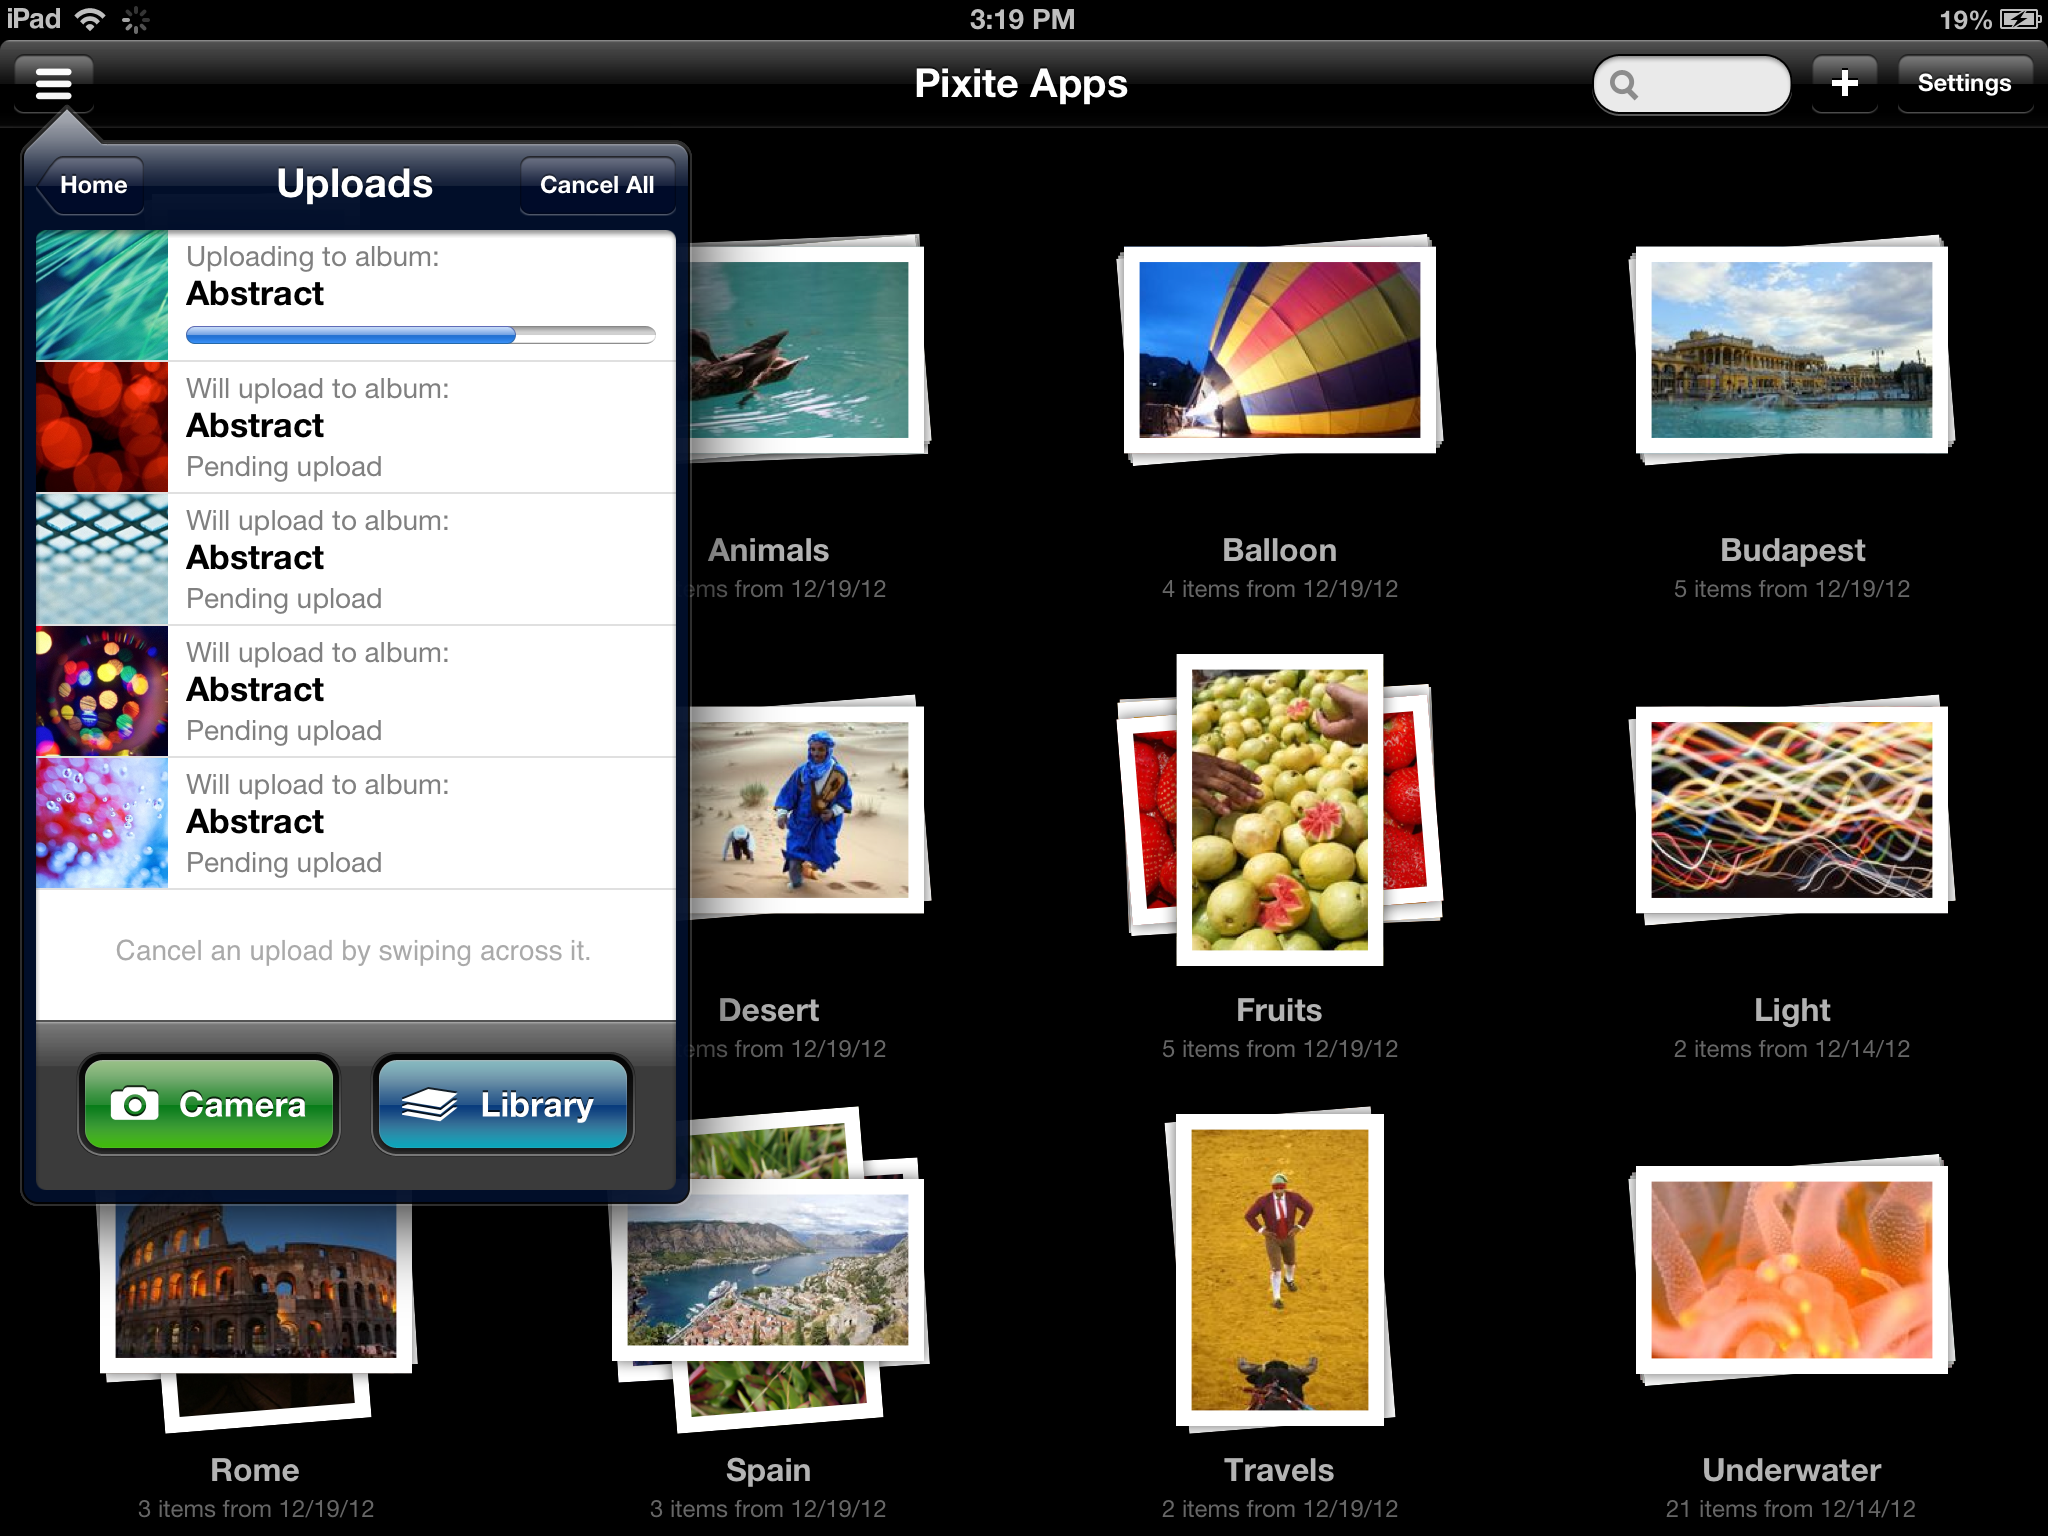 iPad
3:19 PM
19%
Pixite Apps
Settings
Home
Uploads
Cancel All
Uploading to album:
Abstract
Will upload to album:
Abstract
Pending upload
Will upload to album:
Abstract
Pending upload
Will upload to album:
Abstract
Pending upload
Will upload to album:
Abstract
Pending upload
Cancel an upload by swiping across it.
Camera
Library
Animals
from 12/19/12
Balloon
4 items from 12/19/12
Budapest
5 items from 12/19/12
Desert
from 12/19/12
Fruits
5 items from 12/19/12
Light
2 items from 12/14/12
Rome
3 items from 12/19/12
Spain
3 items from 12/19/12
Travels
2 items from 12/19/12
Underwater
21 items from 12/14/12